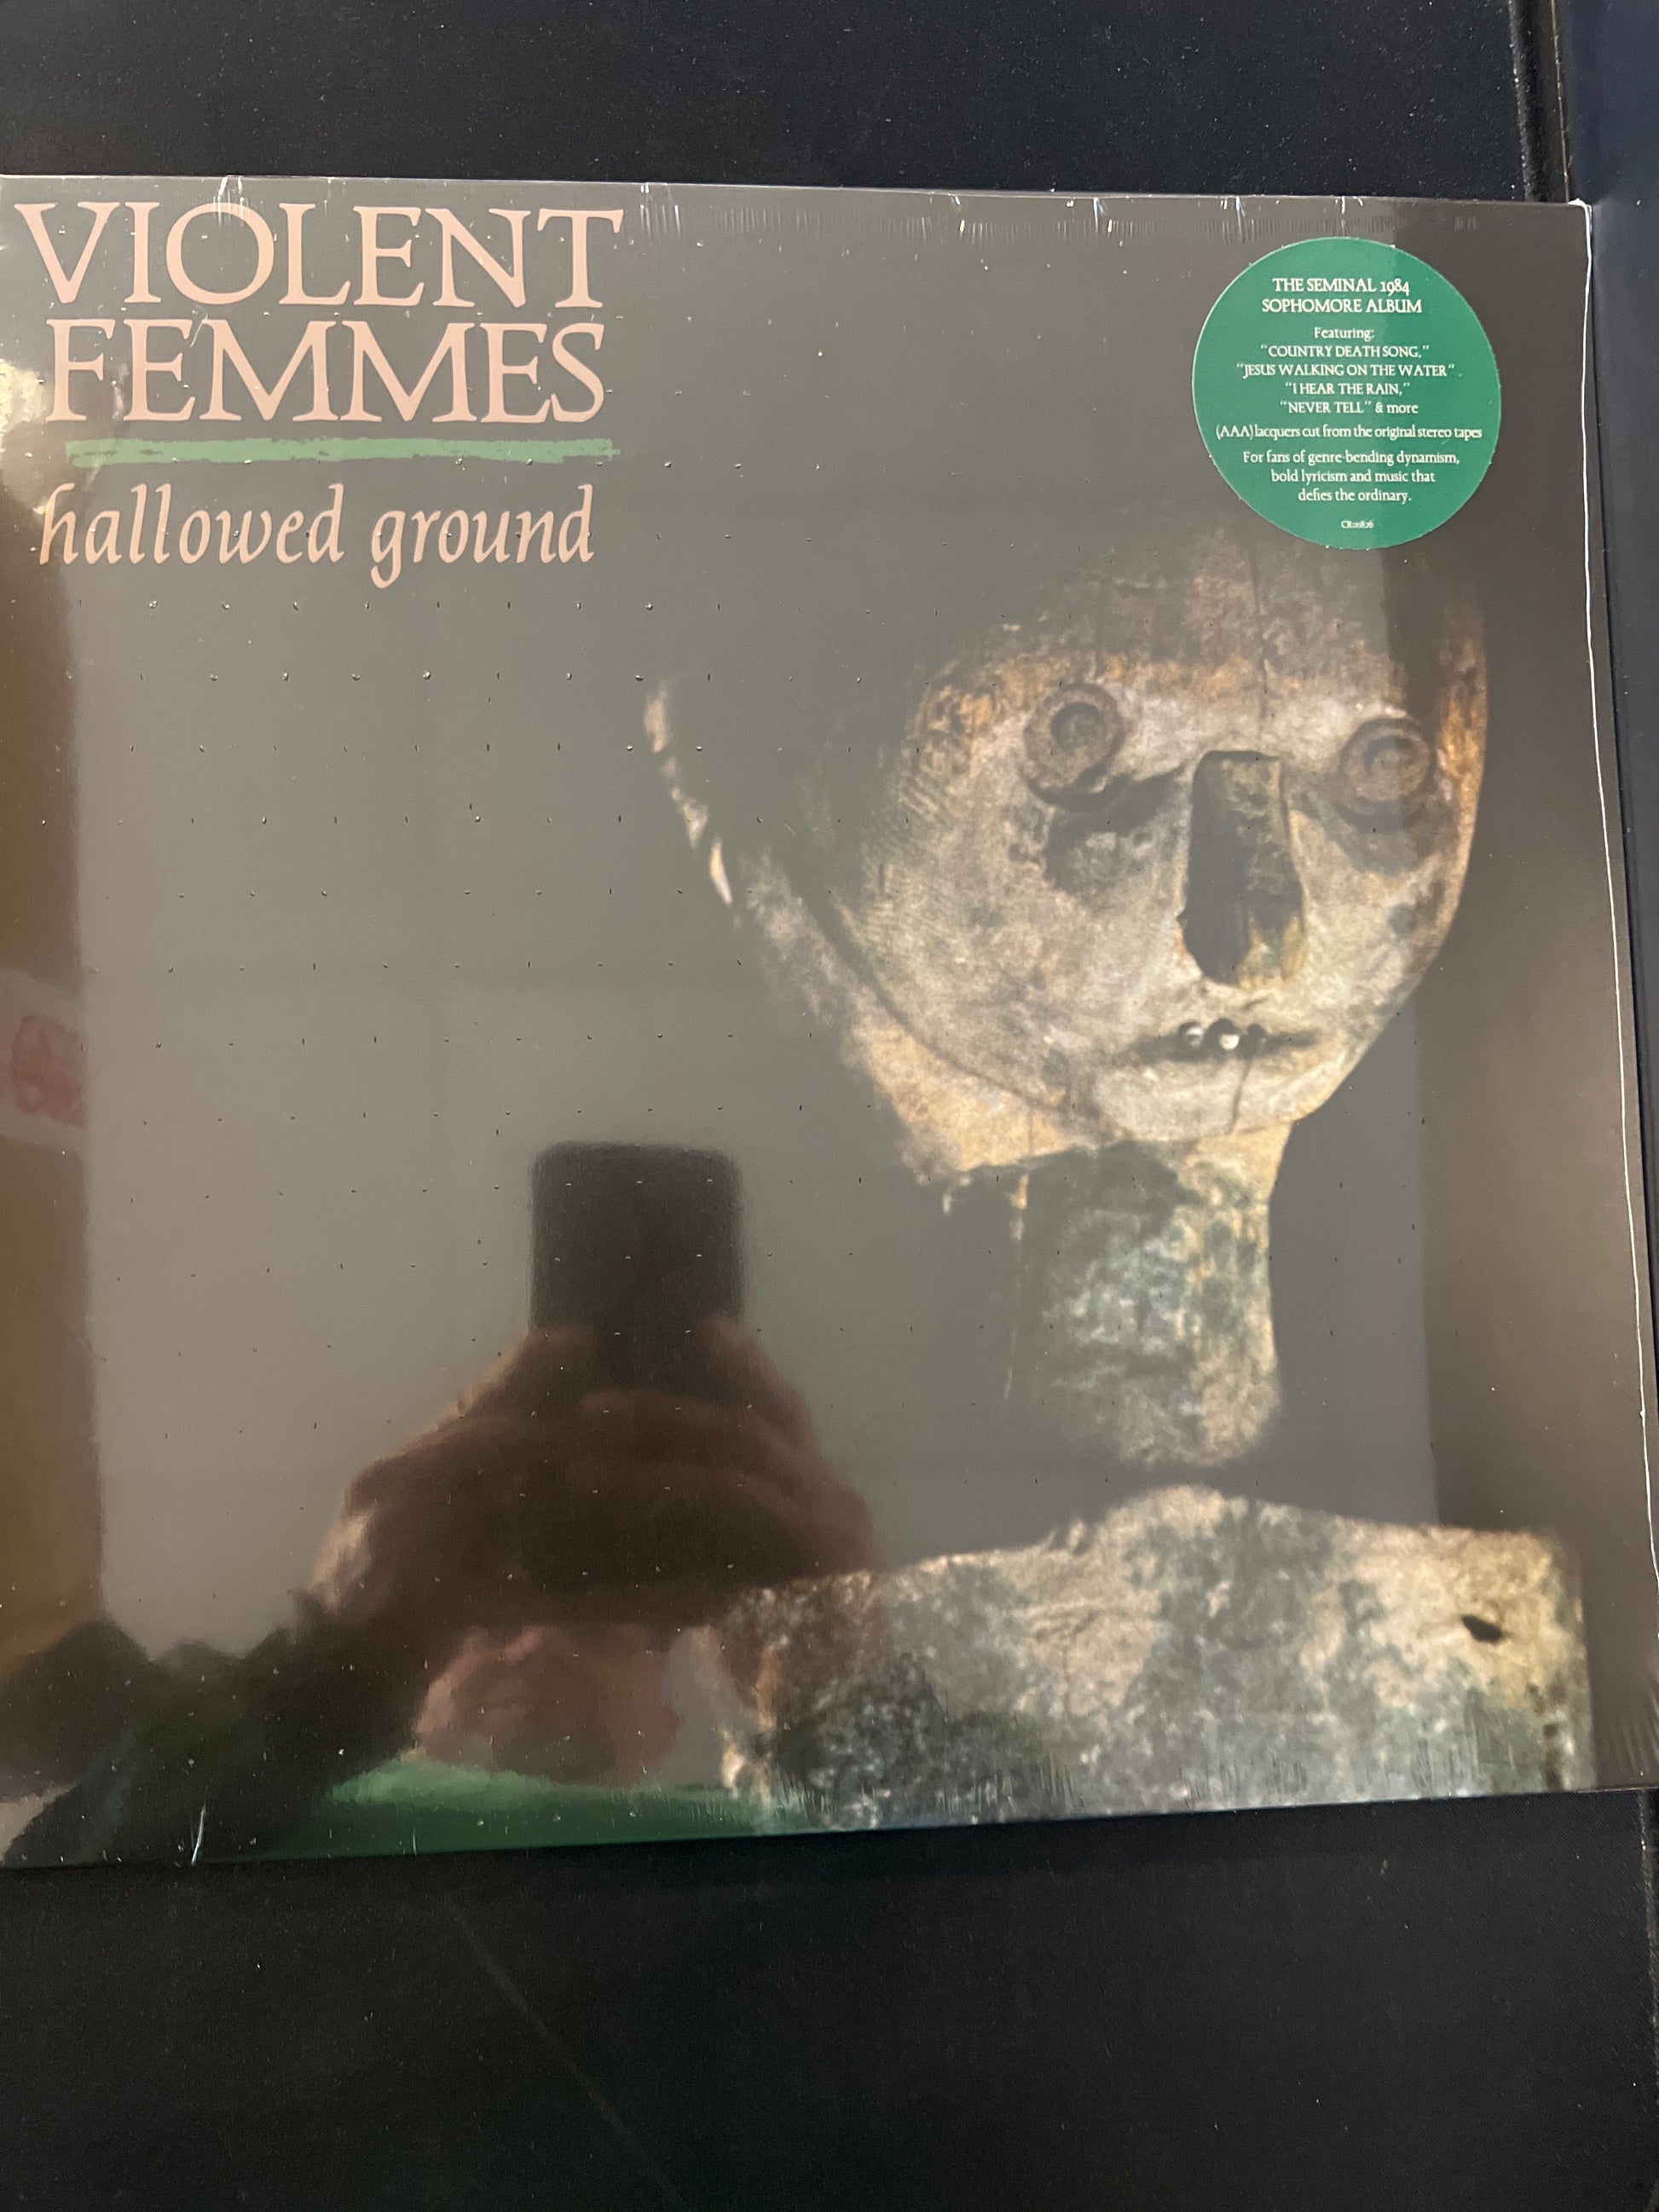 VIOLENT
FEMMES
hallowed ground
THE SEMINAL 1984
SOPHOMORE ALBUM
Featuring:
"COUNTRY DEATH SONG,"
"JESUS WALKING ON THE WATER"
"I HEAR THE RAIN,"
"NEVER TELL" & more
(AAA) lacquers cut from the original stereo tapes
For fans of genre-bending dynamism,
bold lyricism and music that
defies the ordinary.
CR00826